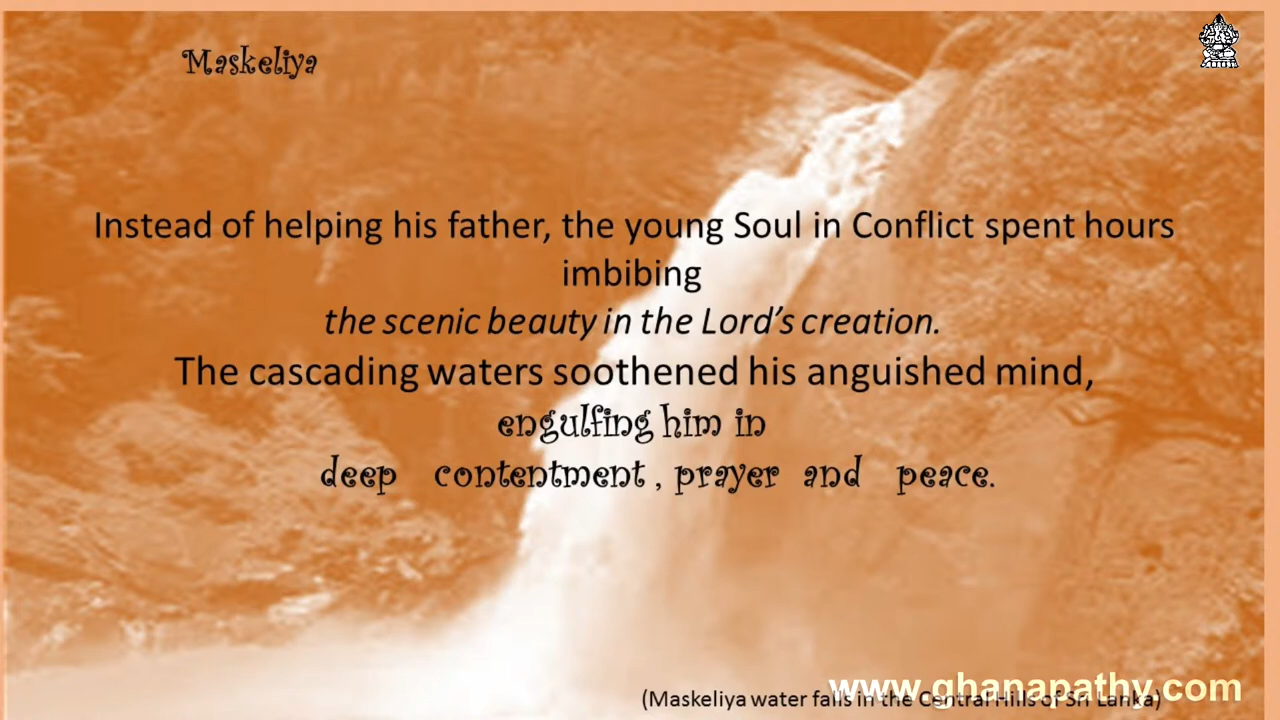 Maskeliya
Instead of helping his father, the young Soul in Conflict spent hours
imbibing
the scenic beauty in the Lord's creation.
The cascading waters soothened his anguished mind,
engulfing him in
deep contentment , prayer and peace.
(Maskeliya water falls in the Central Hills of Sri Lanka)
www.ghanapathy.com